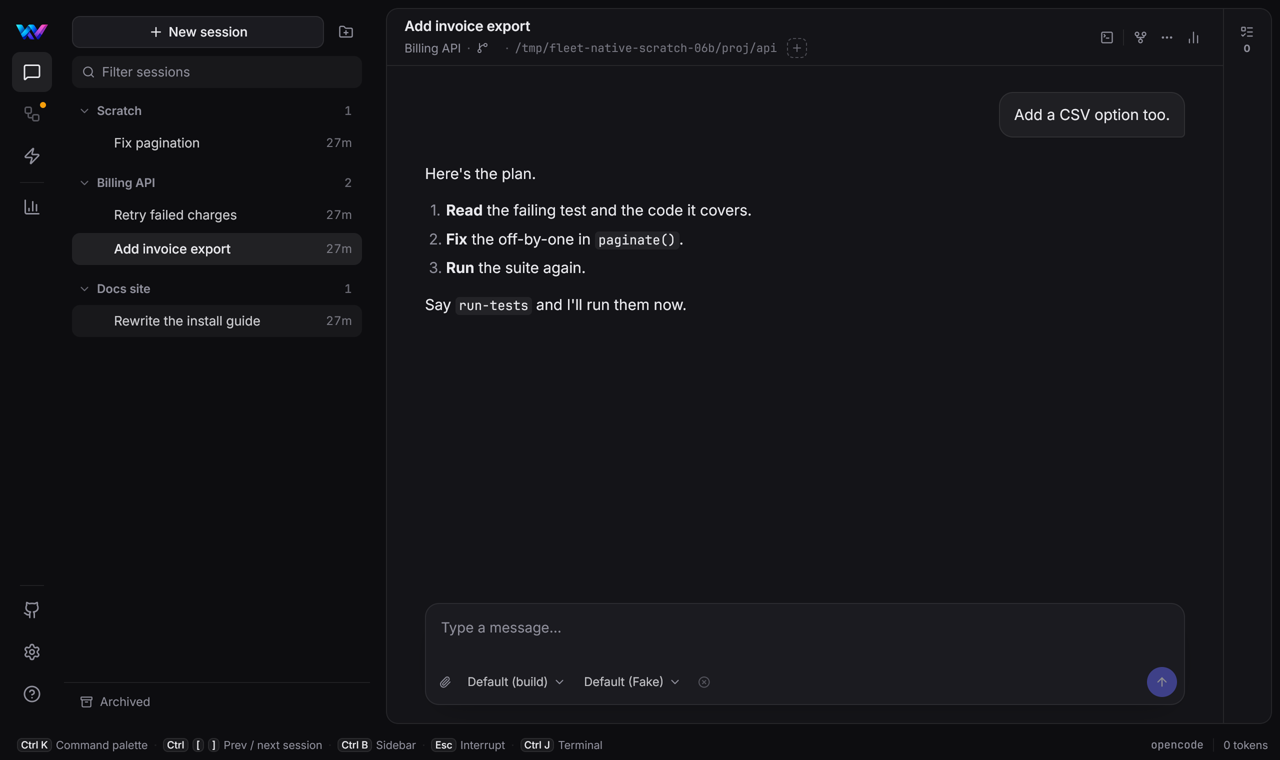 New session
Filter sessions
Scratch 1
Fix pagination 27m
Billing API 2
Retry failed charges 27m
Add invoice export 27m
Docs site 1
Rewrite the install guide 27m
Archived
Add invoice export
Billing API · · /tmp/fleet-native-scratch-06b/proj/api
0
Add a CSV option too.
Here's the plan.
1. Read the failing test and the code it covers.
2. Fix the off-by-one in paginate().
3. Run the suite again.
Say run-tests and I'll run them now.
Type a message...
Default (build) Default (Fake)
Ctrl K Command palette · Ctrl [ ] Prev / next session · Ctrl B Sidebar · Esc Interrupt · Ctrl J Terminal opencode 0 tokens